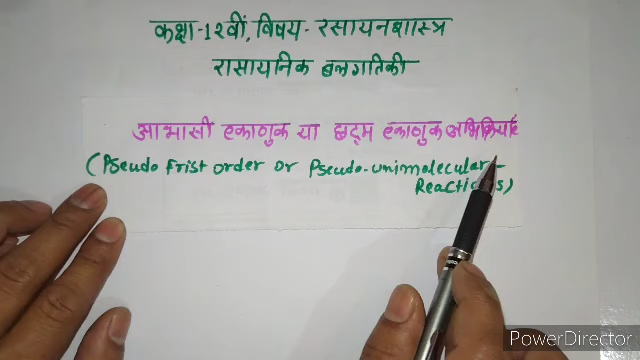 कक्षा-12वीं, विषय- रसायनशास्त्र
रासायनिक बलगतिकी
आभासी एकाणुक या छद्म एकाणुक अभिक्रियाएं
(Pseudo Frist order or Pseudo-unimolecular-
Reactions)
PowerDirector